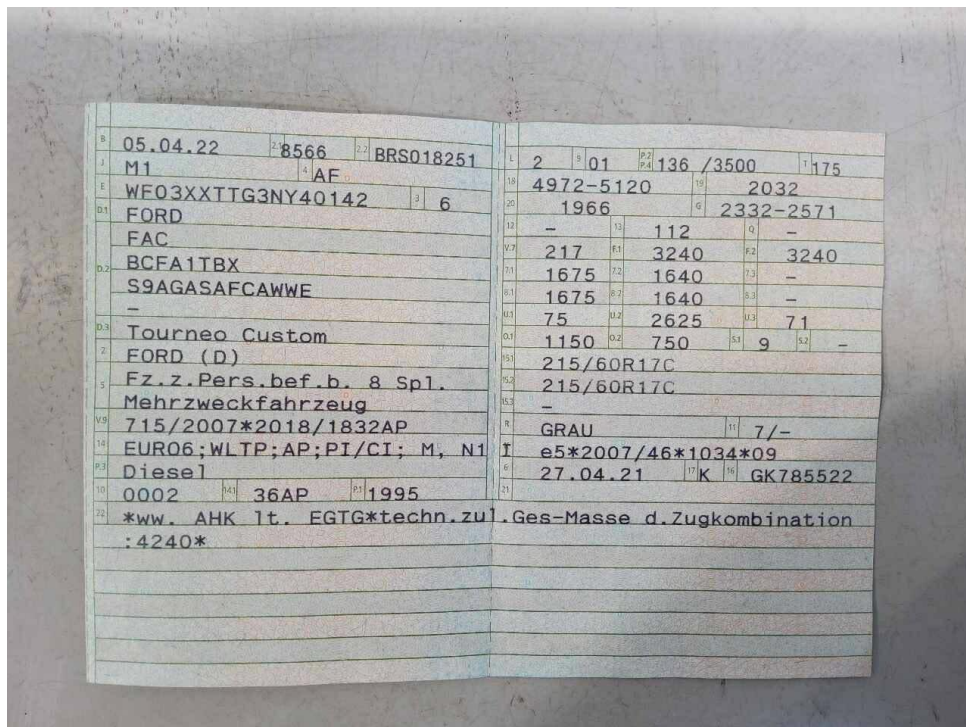 B 05.04.22 2.1 8566 2.2 BRS018251
J M1 4 AF
E WF03XXTTG3NY40142 3 6
D.1 FORD
FAC
D.2 BCFA1TBX
S9AGASAFCAWWE
–
D.3 Tourneo Custom
2 FORD (D)
5 Fz.z.Pers.bef.b. 8 Spl.
Mehrzweckfahrzeug
V.9 715/2007*2018/1832AP
14 EURO6;WLTP;AP;PI/CI; M, N1 I
P.3 Diesel
10 0002 14.1 36AP P.1 1995
L 2 9 01 P.2 P.4 136 /3500 T 175
18 4972-5120 19 2032
20 1966 G 2332-2571
12 – 13 112 Q –
V.7 217 F.1 3240 F.2 3240
7.1 1675 7.2 1640 7.3 –
8.1 1675 8.2 1640 8.3 –
U.1 75 U.2 2625 U.3 71
O.1 1150 O.2 750 S.1 9 S.2 –
15.1 215/60R17C
15.2 215/60R17C
15.3 –
R GRAU 11 7/–
e5*2007/46*1034*09
6 27.04.21 17 K 16 GK785522
21
22 *ww. AHK lt. EGTG*techn.zul.Ges-Masse d.Zugkombination
:4240*